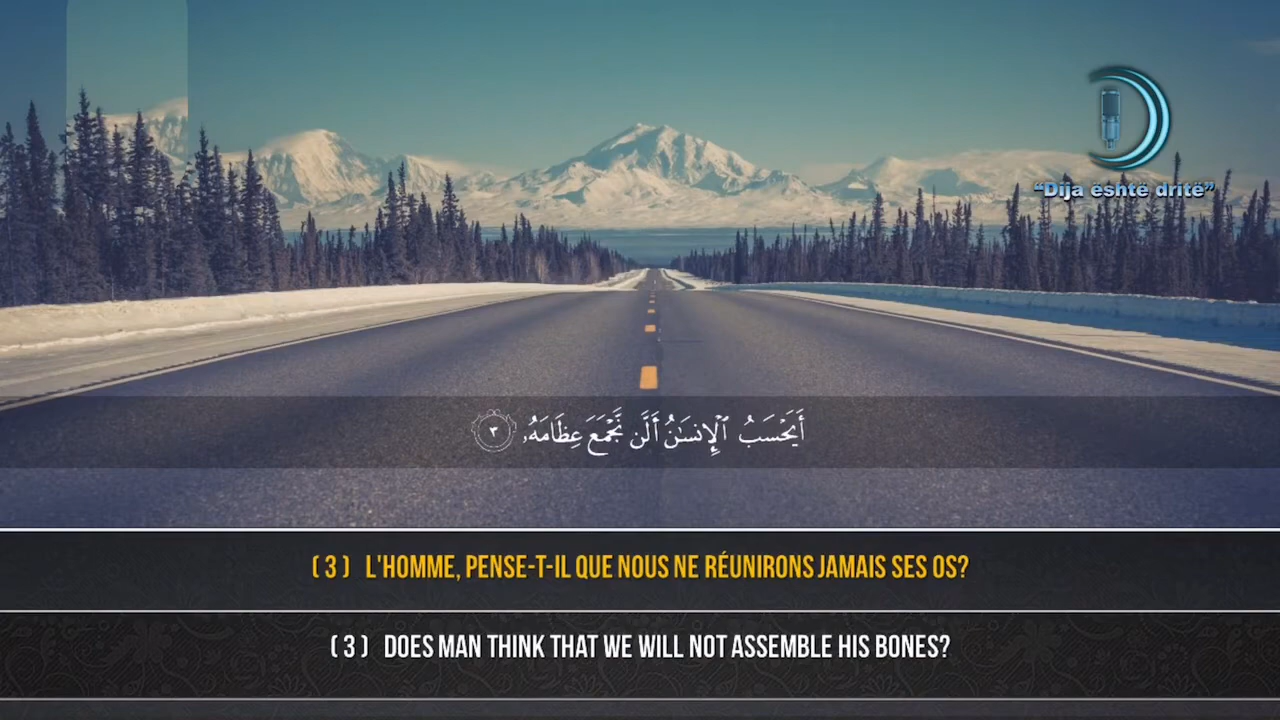 “Dija është dritë”
أَيَحْسَبُ ٱلْإِنسَـٰنُ أَلَّن نَّجْمَعَ عِظَامَهُۥ ٣
( 3 ) L'HOMME, PENSE-T-IL QUE NOUS NE RÉUNIRONS JAMAIS SES OS?
( 3 ) DOES MAN THINK THAT WE WILL NOT ASSEMBLE HIS BONES?